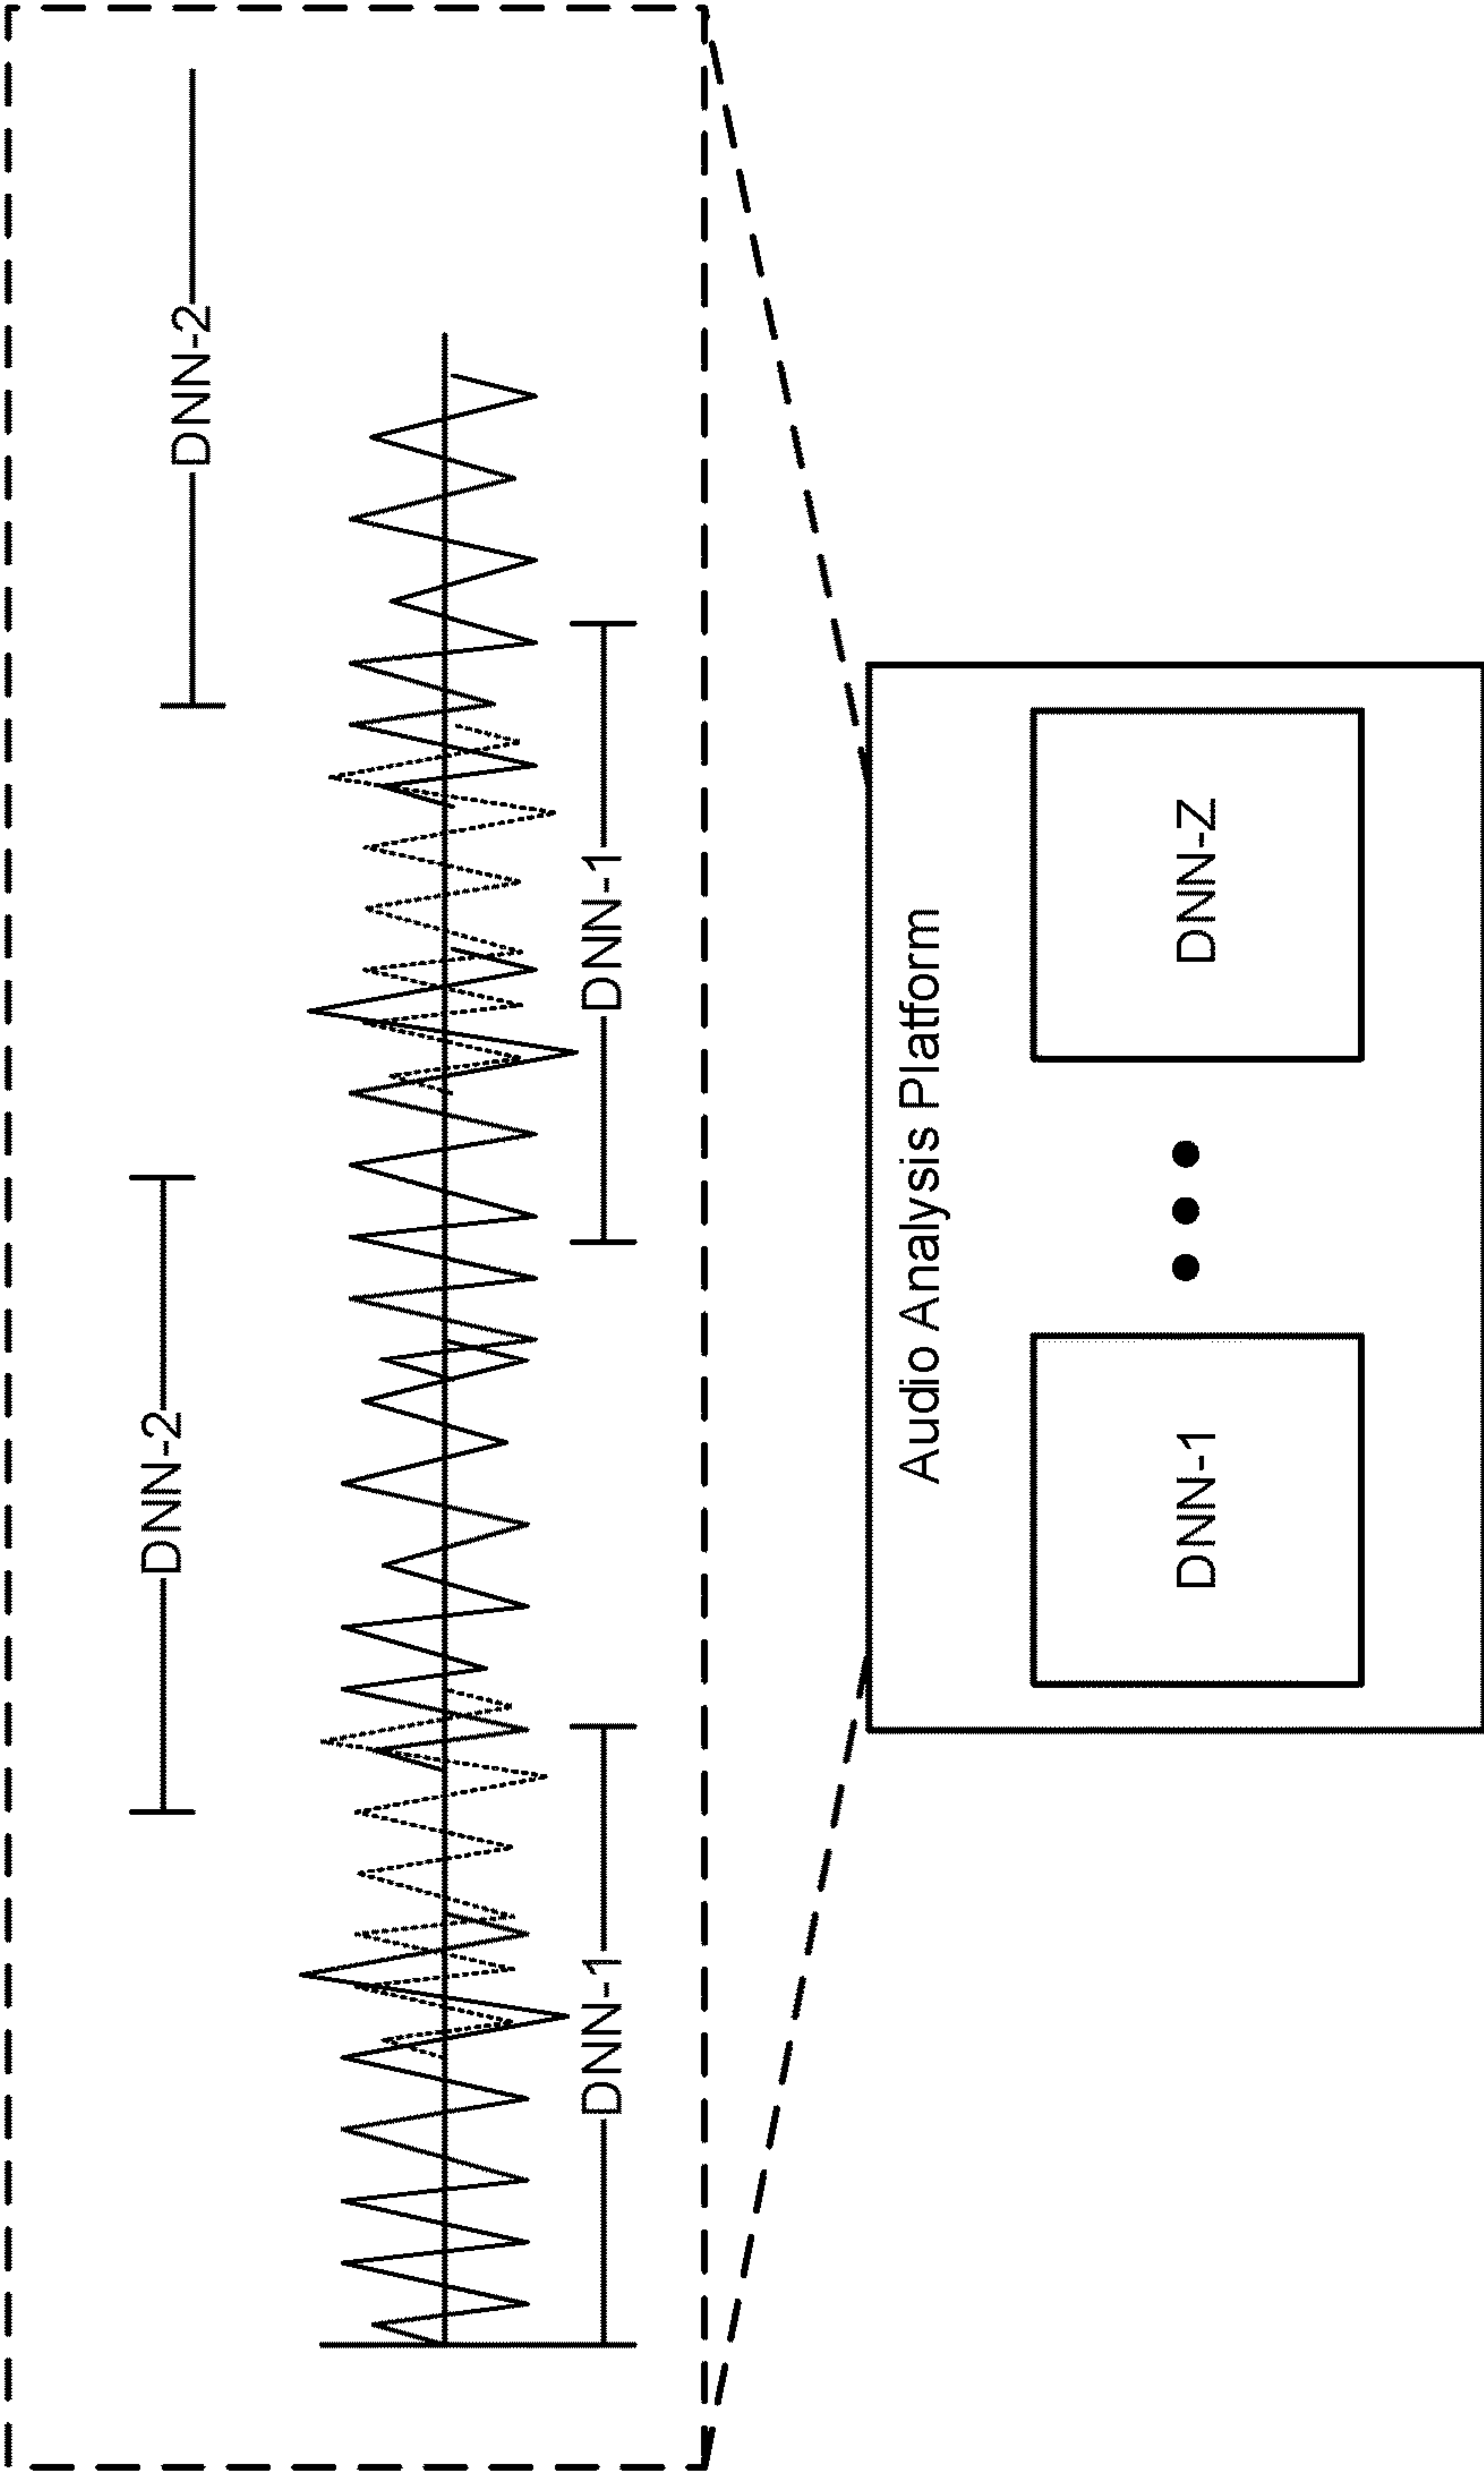 DNN-2
DNN-2
DNN-1
DNN-1
Audio Analysis Platform
DNN-1
DNN-Z